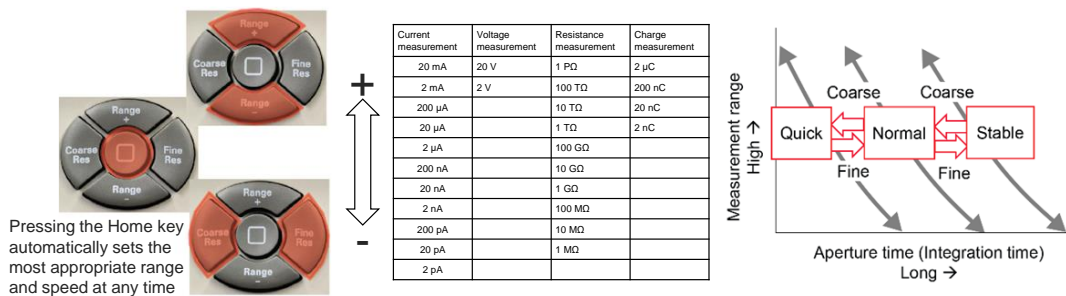 Range
+
Coarse
Res
Fine
Res
Range
-
Range
+
Coarse
Res
Fine
Res
Range
-
Range
+
Coarse
Res
Fine
Res
Range
-
Pressing the Home key
automatically sets the
most appropriate range
and speed at any time
+
-
Current measurement Voltage measurement Resistance measurement Charge measurement
20 mA 20 V 1 PΩ 2 µC
2 mA 2 V 100 TΩ 200 nC
200 µA 10 TΩ 20 nC
20 µA 1 TΩ 2 nC
2 µA 100 GΩ
200 nA 10 GΩ
20 nA 1 GΩ
2 nA 100 MΩ
200 pA 10 MΩ
20 pA 1 MΩ
2 pA
Measurement range
High →
Coarse Coarse
Quick Normal Stable
Fine Fine
Aperture time (Integration time)
Long →